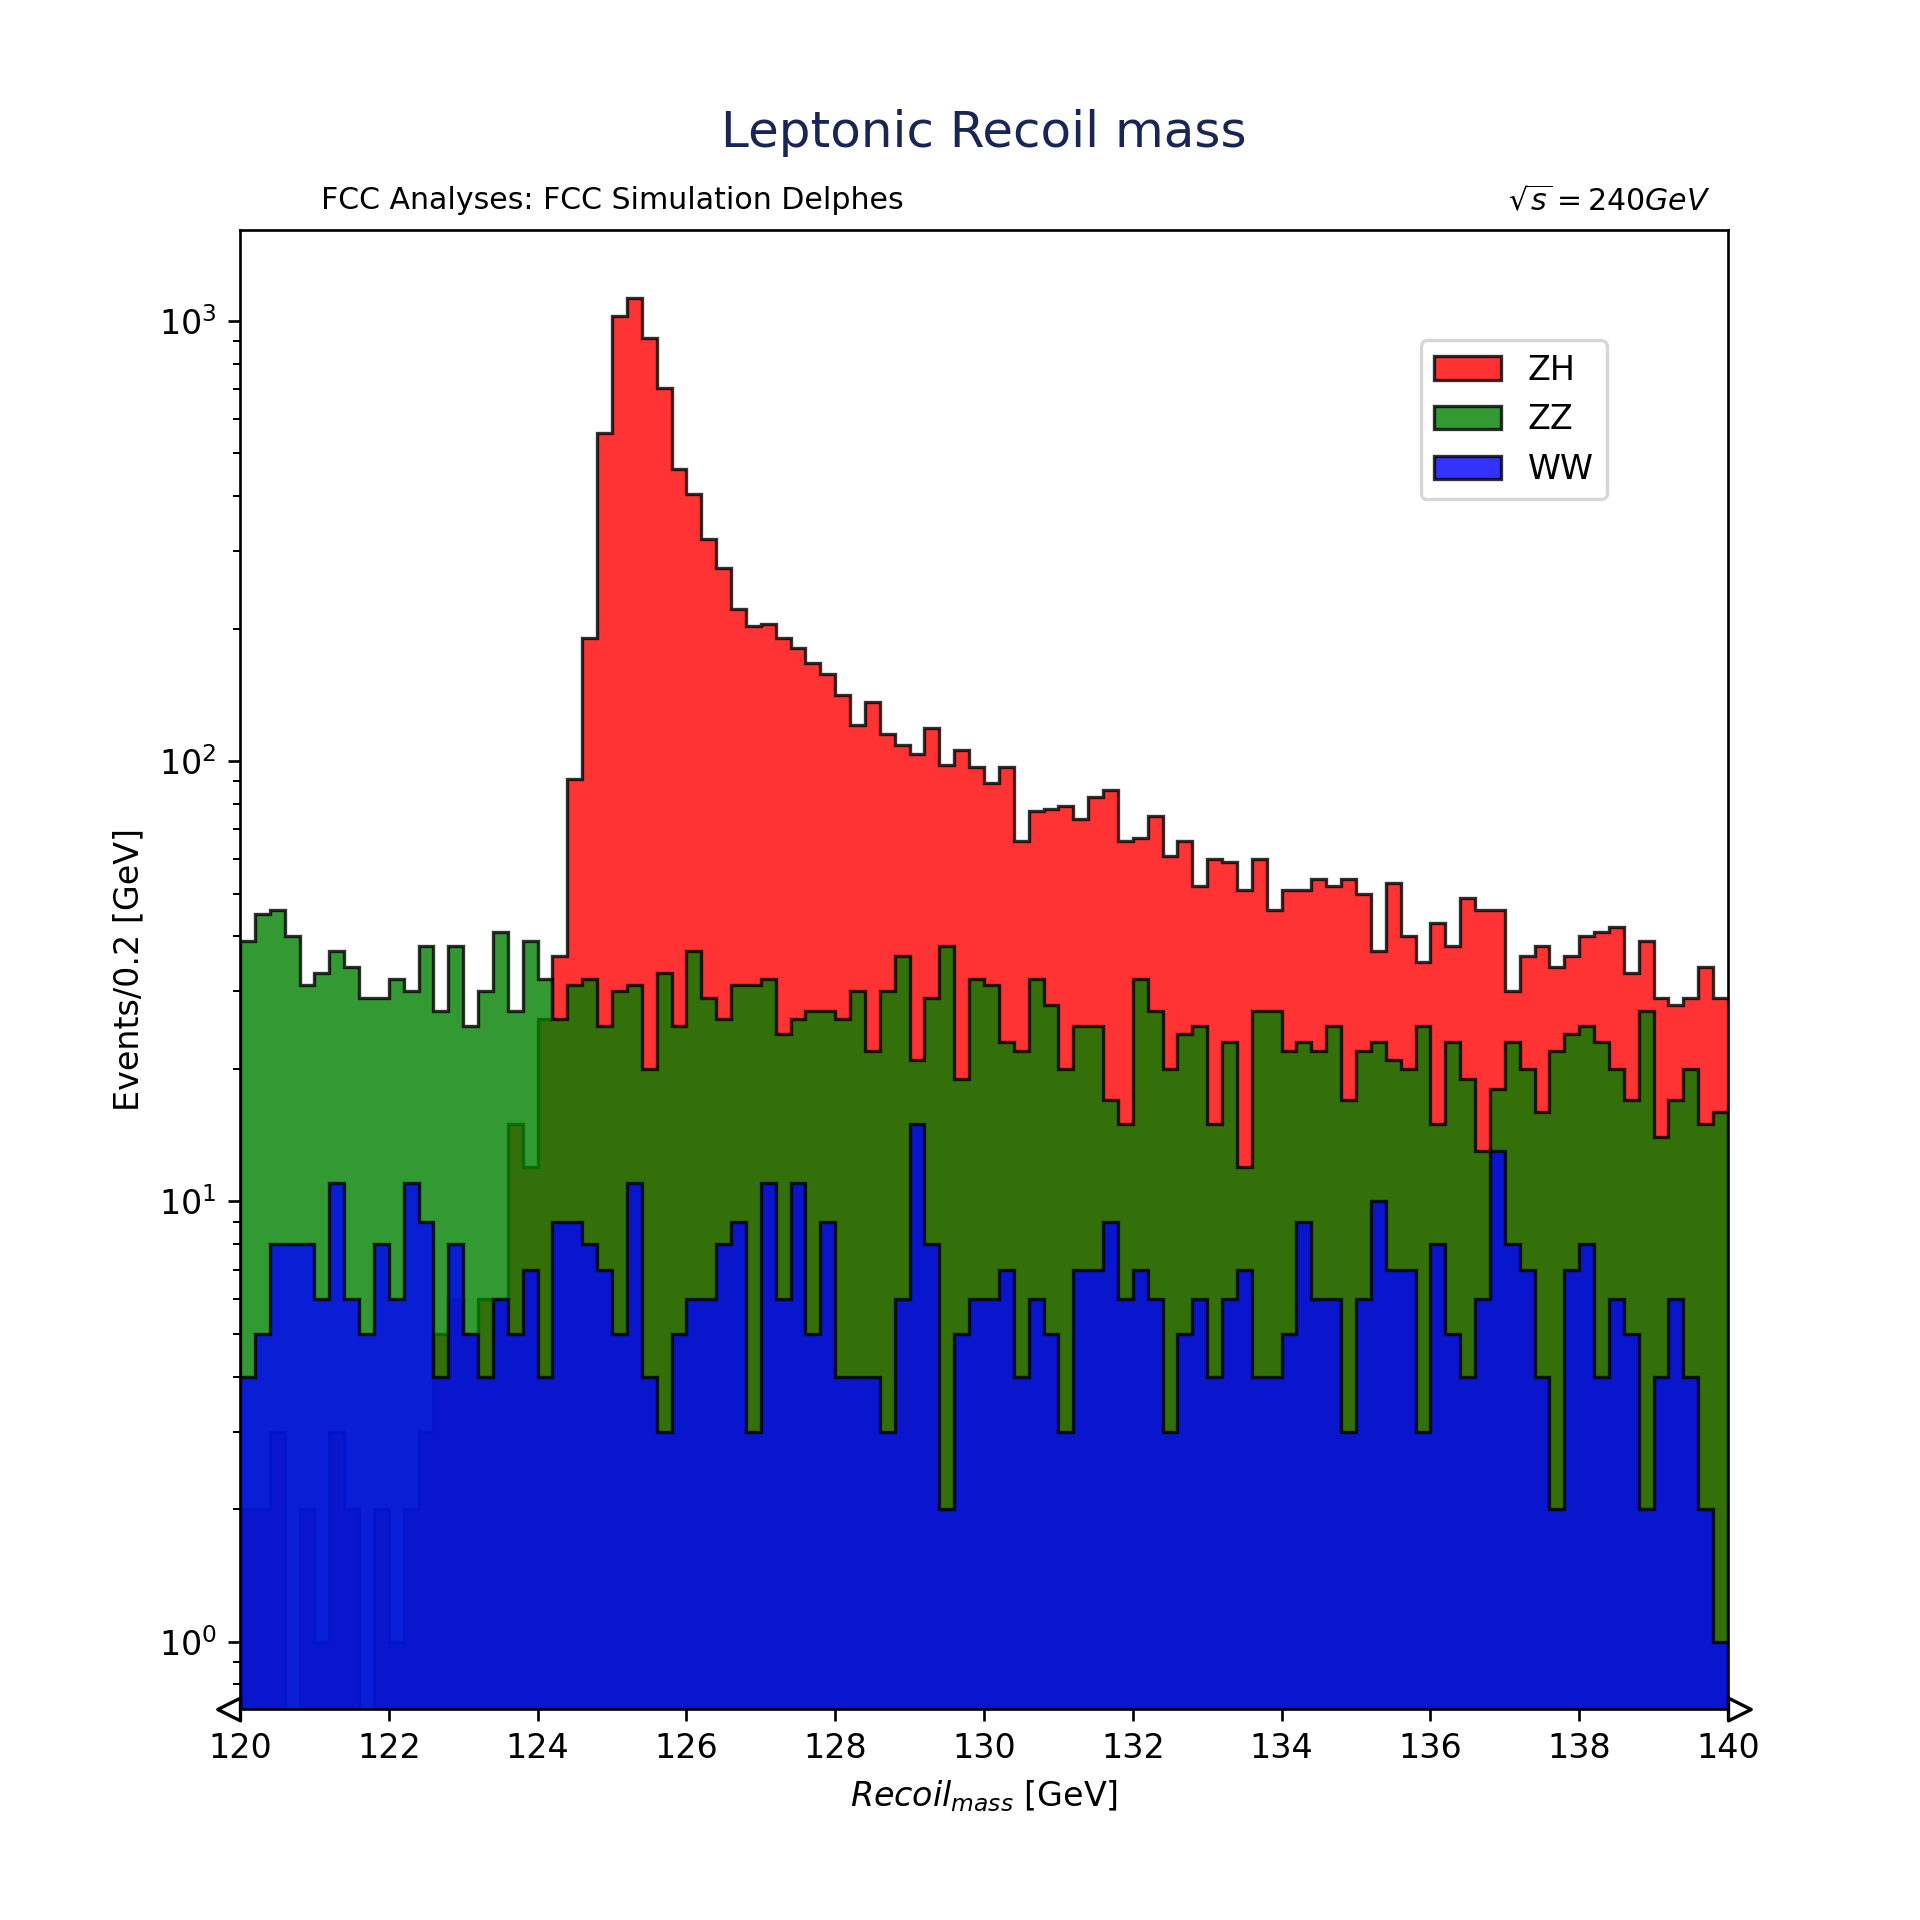 Leptonic Recoil mass
FCC Analyses: FCC Simulation Delphes
√s = 240GeV
ZH
ZZ
WW
Events/0.2 [GeV]
10³
10²
10¹
10⁰
120 122 124 126 128 130 132 134 136 138 140
Recoil_mass [GeV]